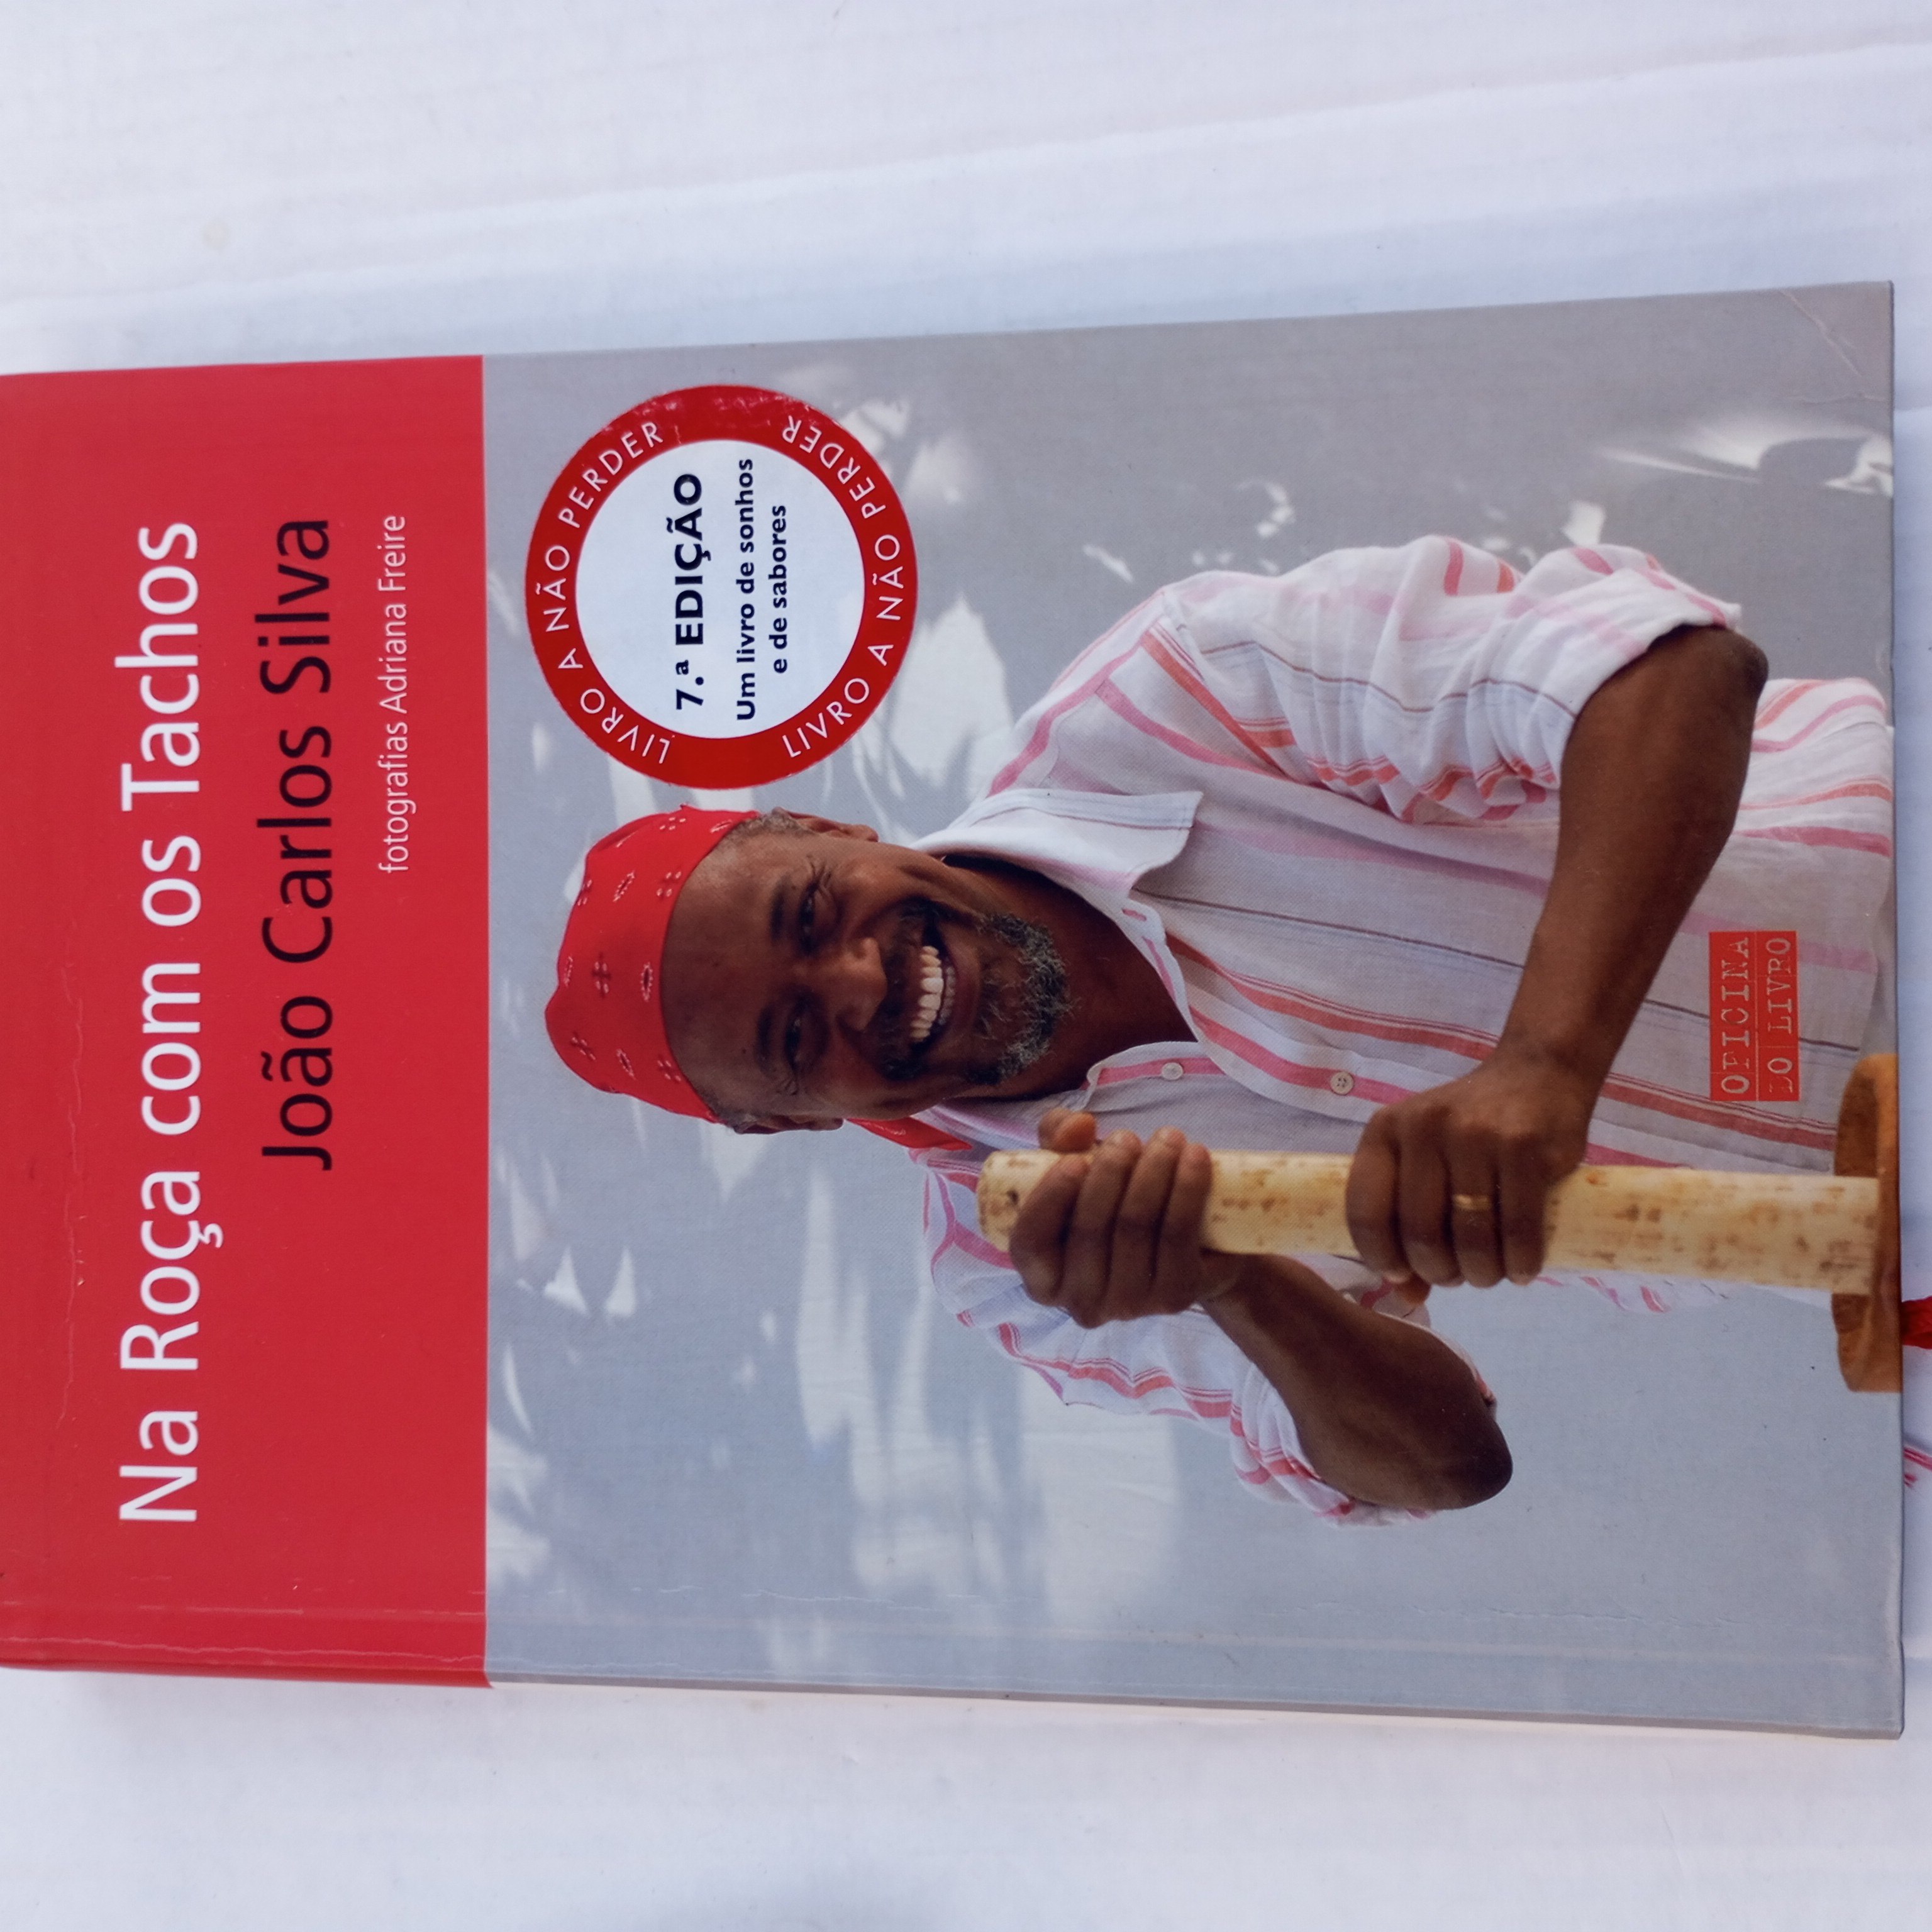 Na Roça com os Tachos
João Carlos Silva
fotografias Adriana Freire
LIVRO A NÃO PERDER
7.ª EDIÇÃO
Um livro de sonhos
e de sabores
LIVRO A NÃO PERDER
OFICINA
DO LIVRO